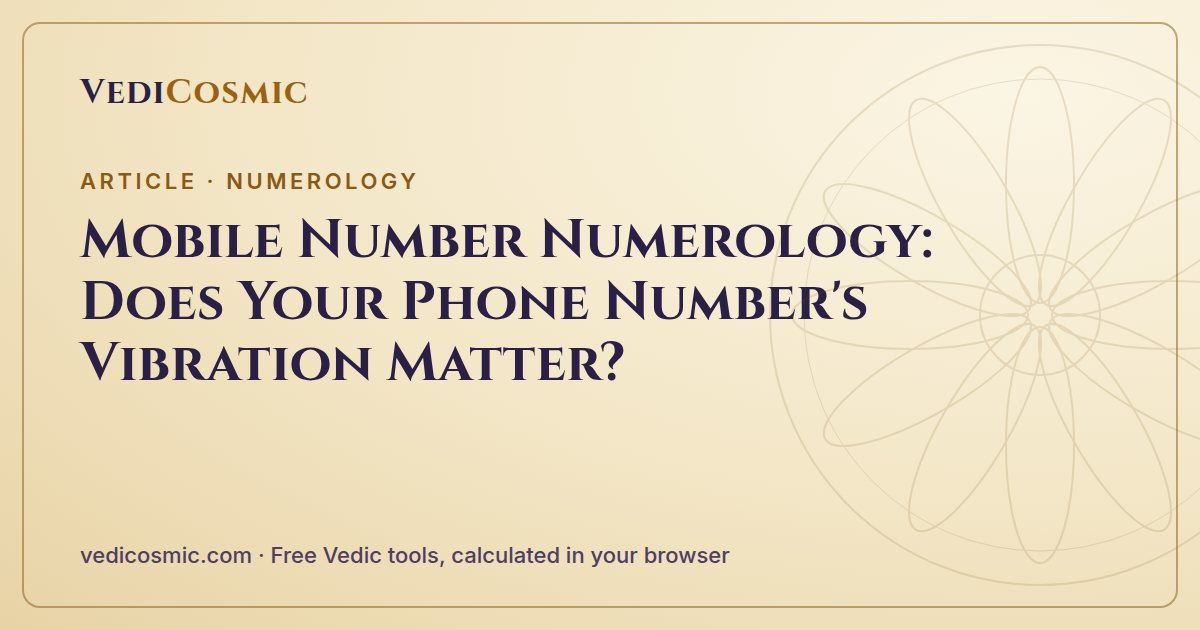 VediCosmic
ARTICLE · NUMEROLOGY
Mobile Number Numerology:
Does Your Phone Number's
Vibration Matter?
vedicosmic.com · Free Vedic tools, calculated in your browser